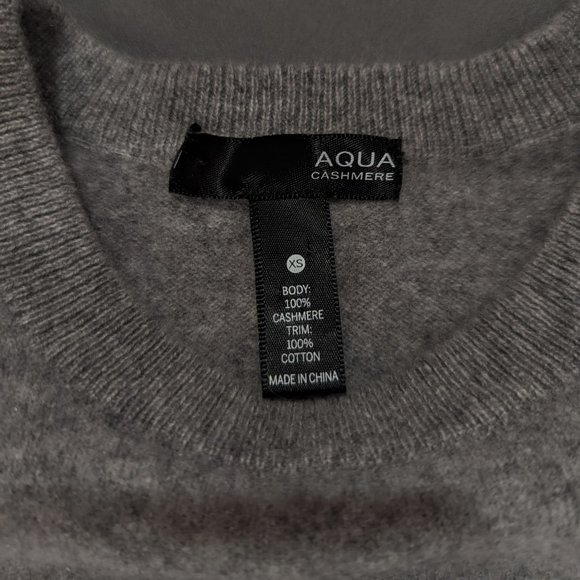 AQUA
CASHMERE
XS
BODY:
100%
CASHMERE
TRIM:
100%
COTTON
MADE IN CHINA